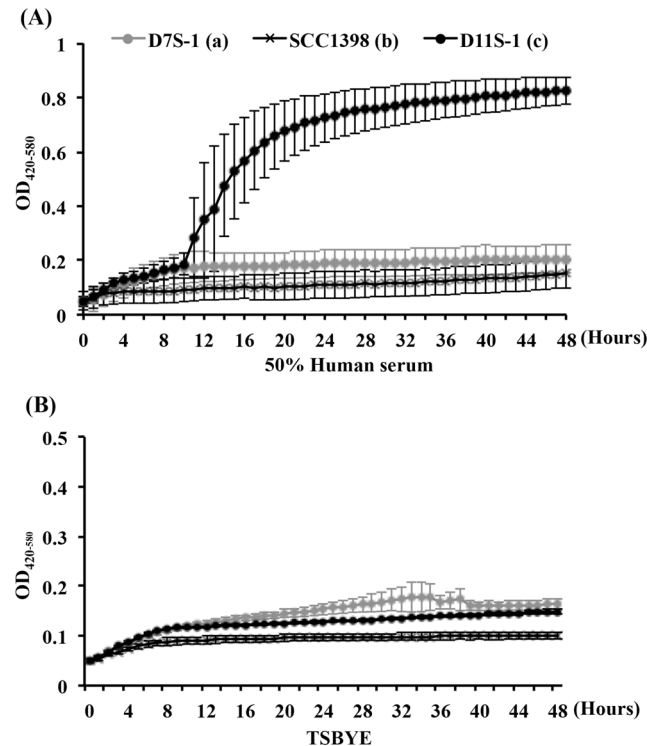 (A)
D7S-1 (a) SCC1398 (b) D11S-1 (c)
1
0.8
0.6
0.4
0.2
0
OD420-580
0 4 8 12 16 20 24 28 32 36 40 44 48 (Hours)
50% Human serum
(B)
0.5
0.4
0.3
0.2
0.1
0
OD420-580
0 4 8 12 16 20 24 28 32 36 40 44 48 (Hours)
TSBYE